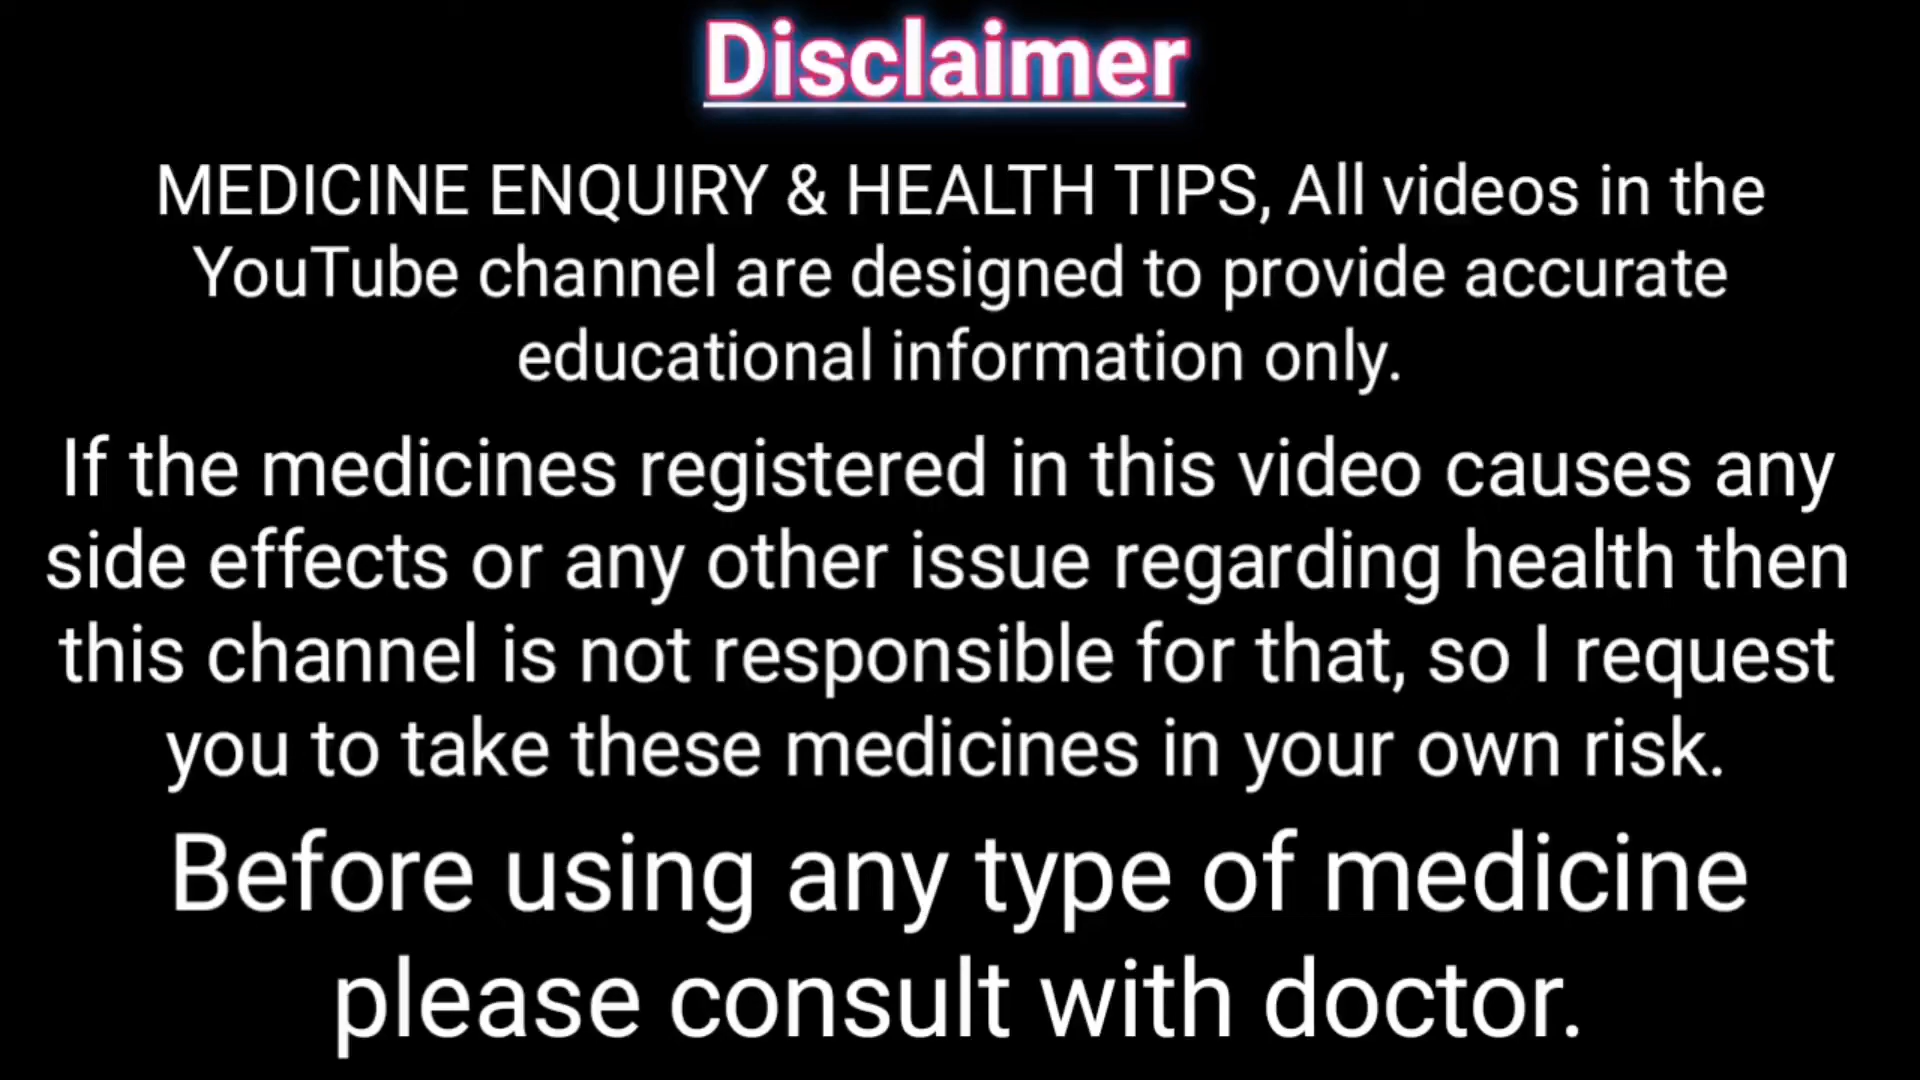 Disclaimer
MEDICINE ENQUIRY & HEALTH TIPS, All videos in the
YouTube channel are designed to provide accurate
educational information only.
If the medicines registered in this video causes any
side effects or any other issue regarding health then
this channel is not responsible for that, so I request
you to take these medicines in your own risk.
Before using any type of medicine
please consult with doctor.